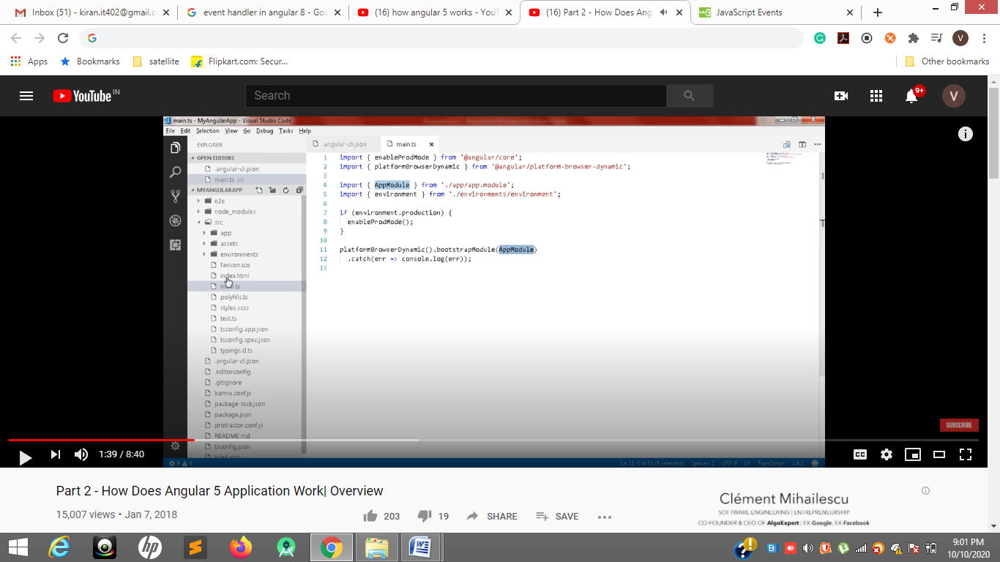 Inbox (51) - kiran.it402@gmail.c
event handler in angular 8 - Goo
(16) how angular 5 works - YouT
(16) Part 2 - How Does Ang
JavaScript Events
Apps
Bookmarks
satellite
Flipkart.com: Secur...
Other bookmarks
V
YouTube IN
Search
9+
V
main.ts - MyAngularApp - Visual Studio Code
File Edit Selection View Go Debug Tasks Help
EXPLORER
OPEN EDITORS
.angular-cli.json
main.ts src
MYANGULARAPP
e2e
node_modules
src
app
assets
environments
favicon.ico
index.html
main.ts
polyfills.ts
styles.scss
test.ts
tsconfig.app.json
tsconfig.spec.json
typings.d.ts
.angular-cli.json
.editorconfig
.gitignore
karma.conf.js
package-lock.json
package.json
protractor.conf.js
README.md
tsconfig.json
tslint.json
.angular-cli.json
main.ts
1 import { enableProdMode } from '@angular/core';
2 import { platformBrowserDynamic } from '@angular/platform-browser-dynamic';
3
4 import { AppModule } from './app/app.module';
5 import { environment } from './environments/environment';
6
7 if (environment.production) {
8 enableProdMode();
9 }
10
11 platformBrowserDynamic().bootstrapModule(AppModule)
12 .catch(err => console.log(err));
13
SUBSCRIBE
1:39 / 8:40
CC
0 0
Ln 11, Col 51 (9 selected) Spaces: 2 UTF-8 LF TypeScript 2.6.2
Part 2 - How Does Angular 5 Application Work| Overview
15,007 views • Jan 7, 2018
203
19
SHARE
SAVE
Clément Mihailescu
SOFTWARE ENGINEERING | ENTREPRENEURSHIP
CO-FOUNDER & CEO OF AlgoExpert | EX-Google, EX-Facebook
9:01 PM
10/10/2020